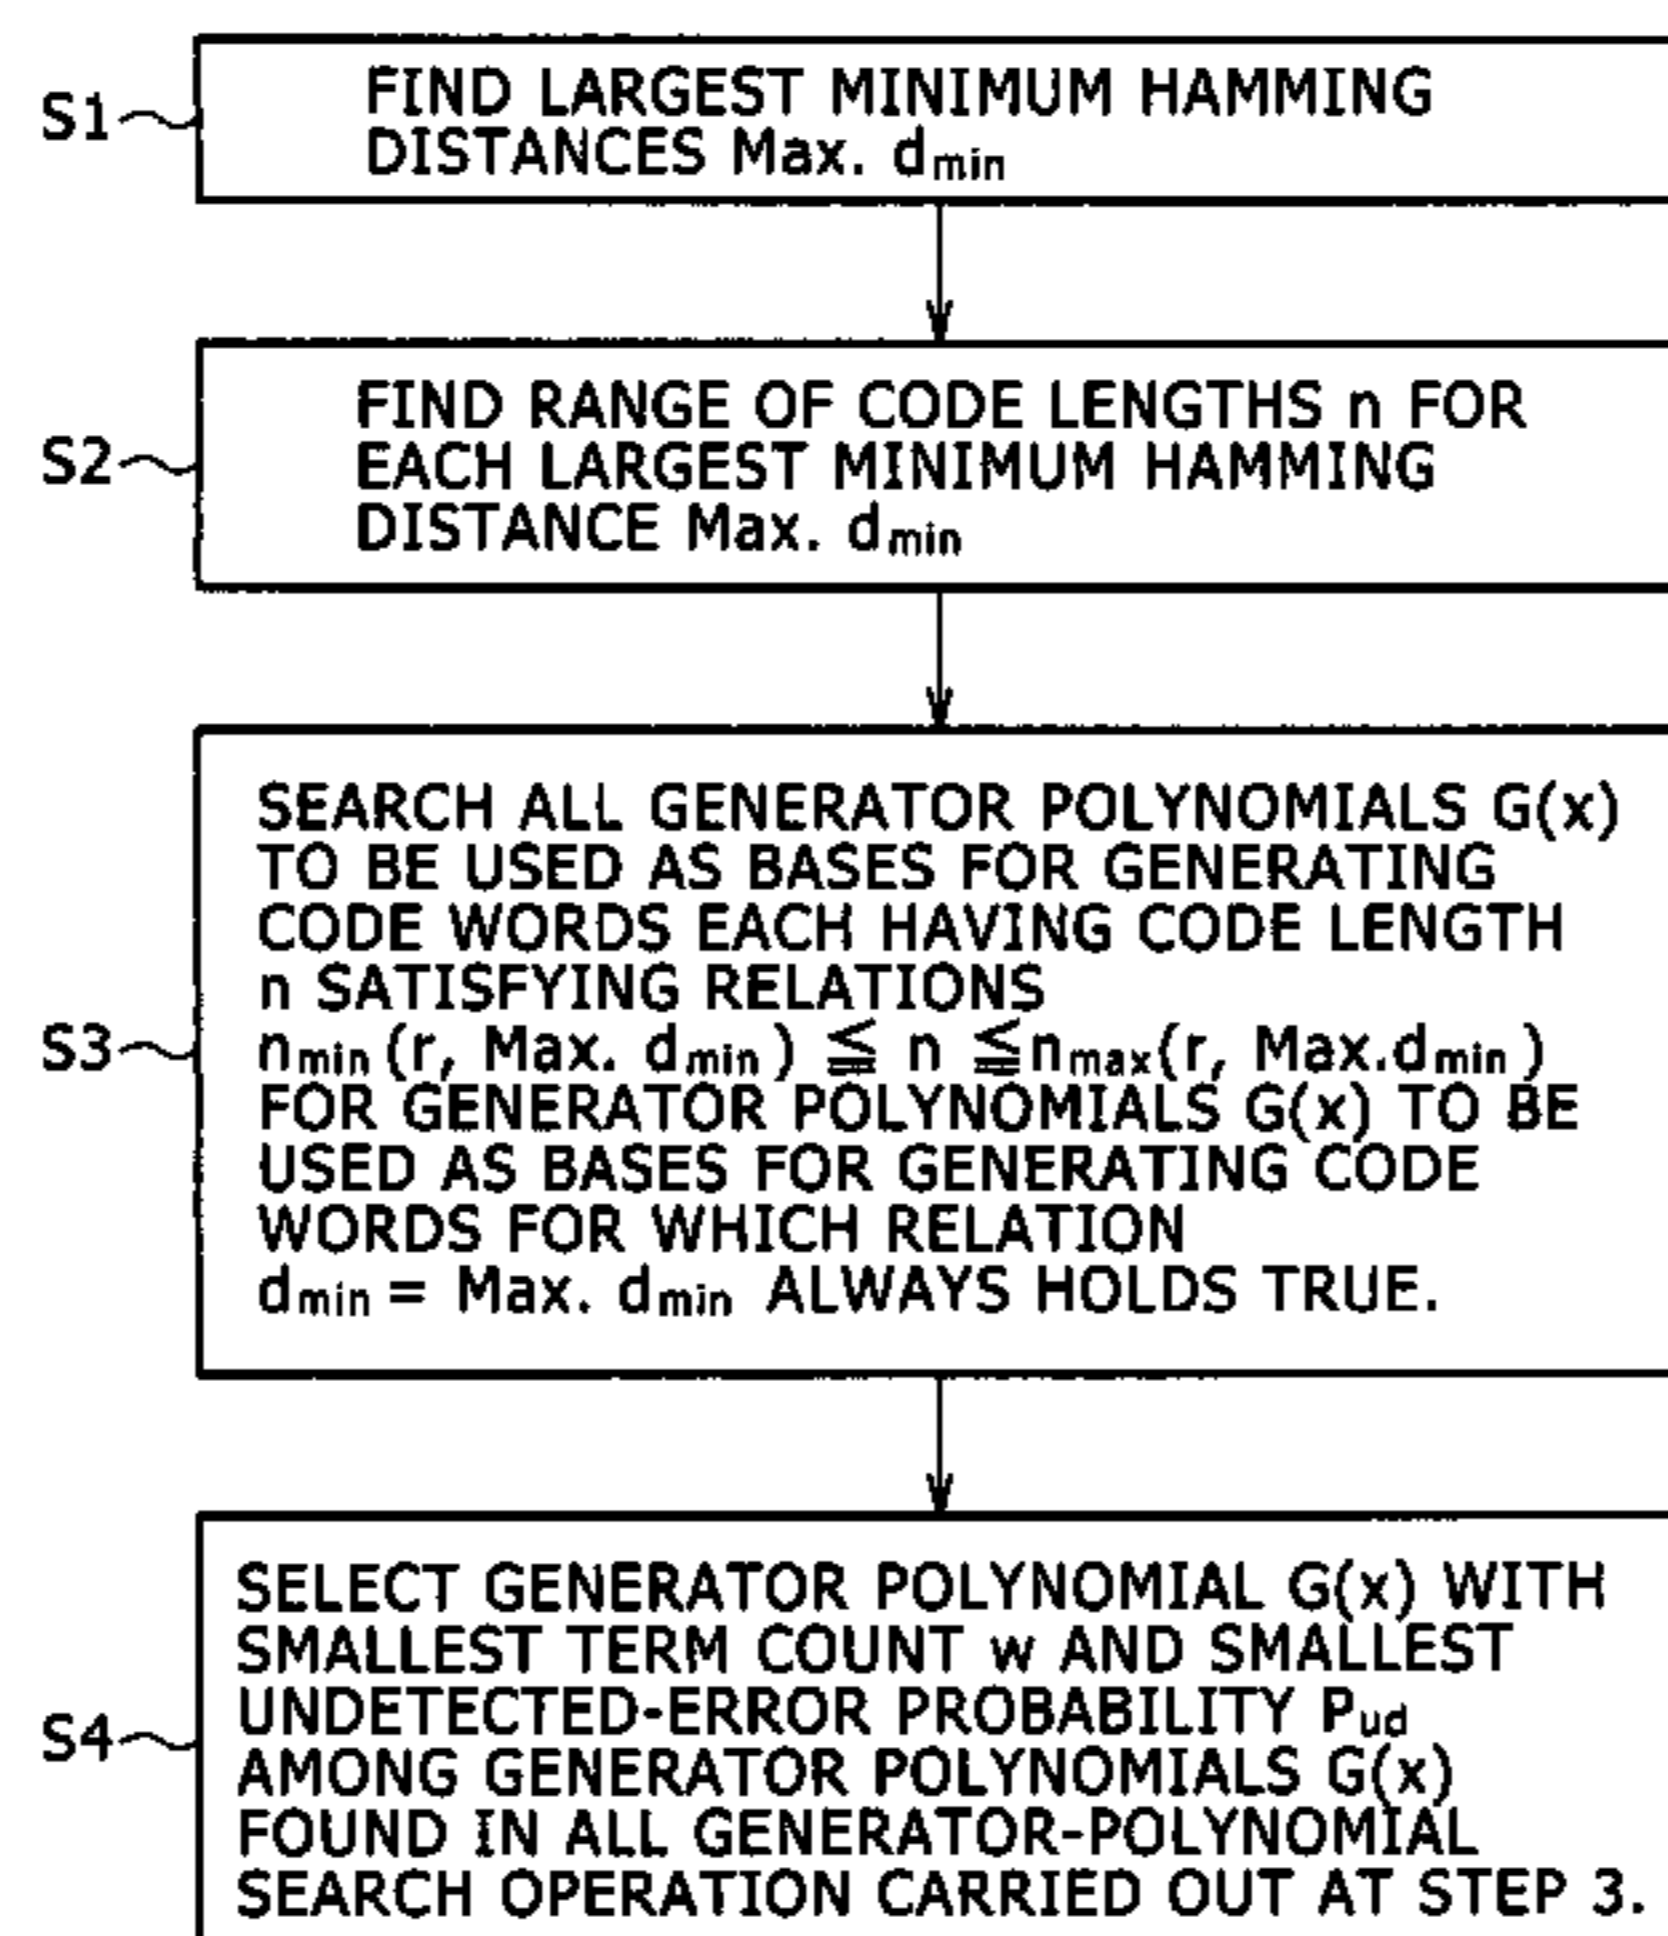 S1
FIND LARGEST MINIMUM HAMMING
DISTANCES Max. dmin
S2
FIND RANGE OF CODE LENGTHS n FOR
EACH LARGEST MINIMUM HAMMING
DISTANCE Max. dmin
S3
SEARCH ALL GENERATOR POLYNOMIALS G(x)
TO BE USED AS BASES FOR GENERATING
CODE WORDS EACH HAVING CODE LENGTH
n SATISFYING RELATIONS
nmin (r, Max. dmin) ≦ n ≦nmax(r, Max.dmin)
FOR GENERATOR POLYNOMIALS G(x) TO BE
USED AS BASES FOR GENERATING CODE
WORDS FOR WHICH RELATION
dmin = Max. dmin ALWAYS HOLDS TRUE.
S4
SELECT GENERATOR POLYNOMIAL G(x) WITH
SMALLEST TERM COUNT w AND SMALLEST
UNDETECTED-ERROR PROBABILITY Pud
AMONG GENERATOR POLYNOMIALS G(x)
FOUND IN ALL GENERATOR-POLYNOMIAL
SEARCH OPERATION CARRIED OUT AT STEP 3.